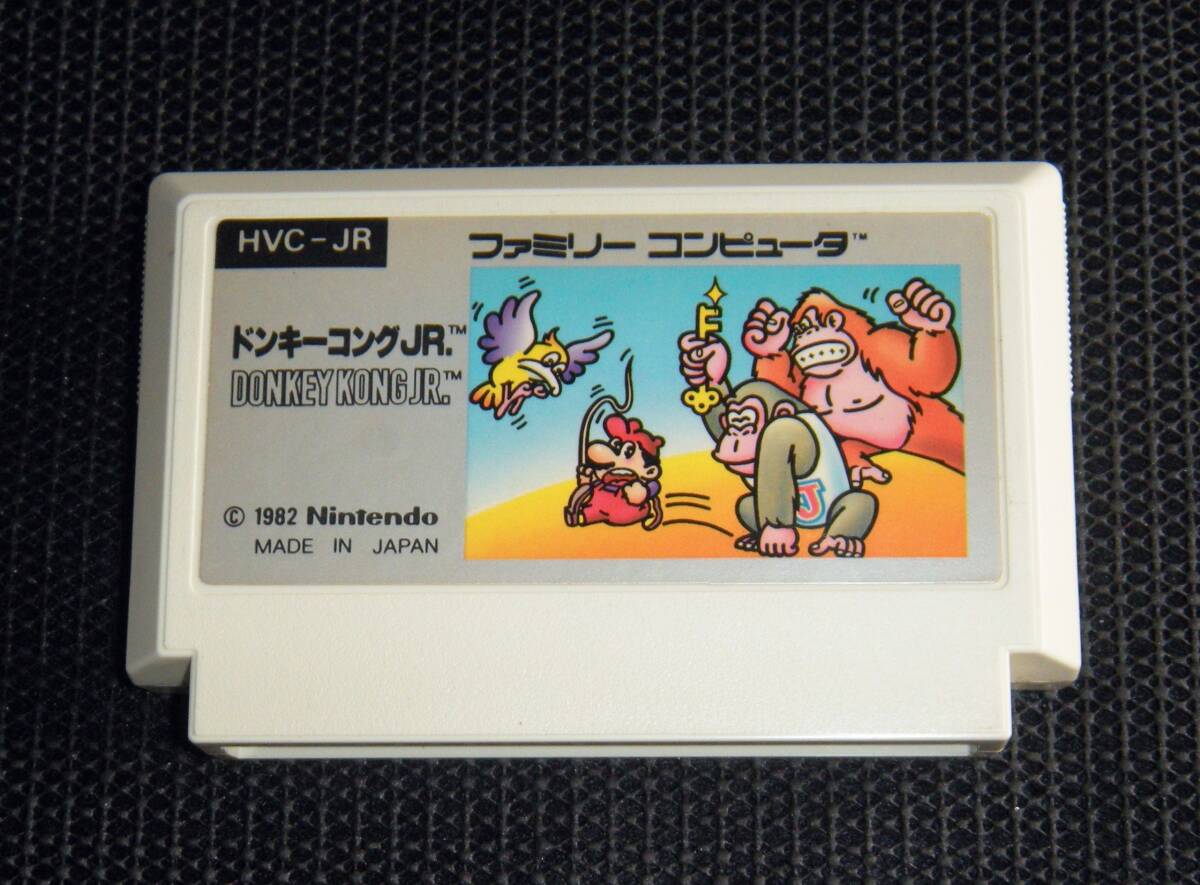 HVC-JR
ファミリー コンピュータ™
ドンキーコングJR.™
DONKEY KONG JR.™
© 1982 Nintendo
MADE IN JAPAN
J